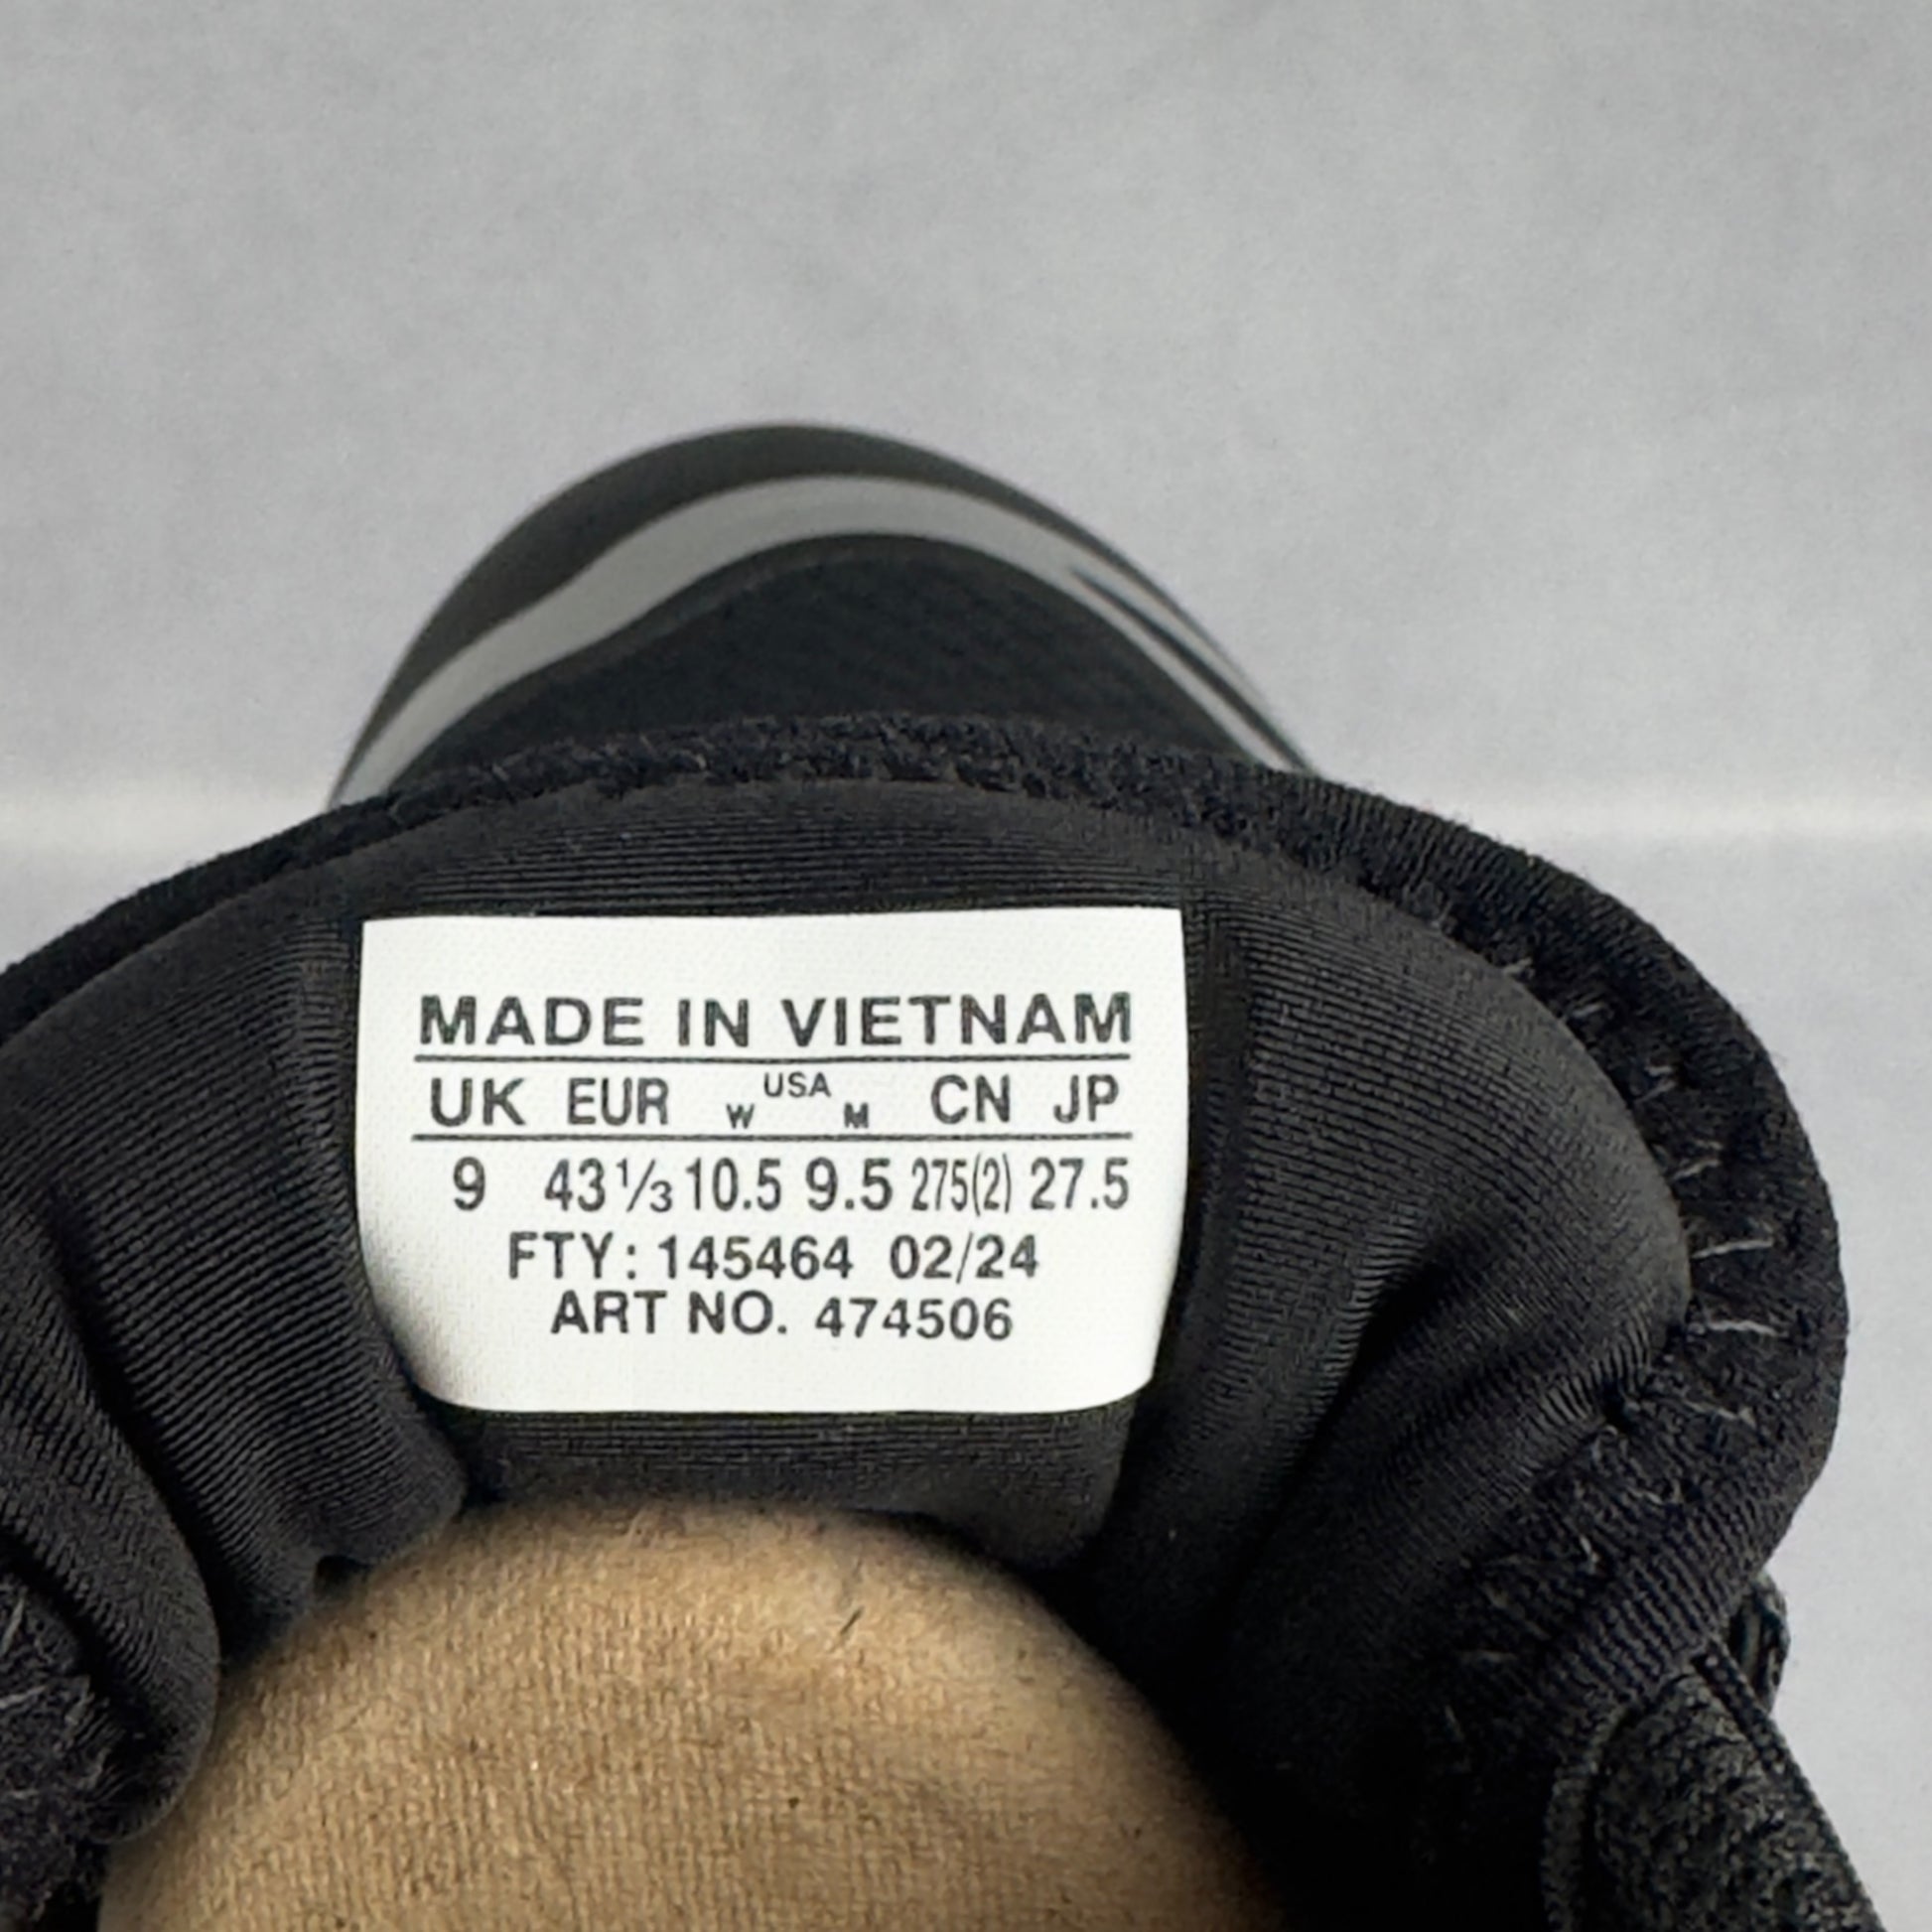 MADE IN VIETNAM
UK EUR W USA M CN JP
9 43⅓ 10.5 9.5 275(2) 27.5
FTY: 145464 02/24
ART NO. 474506